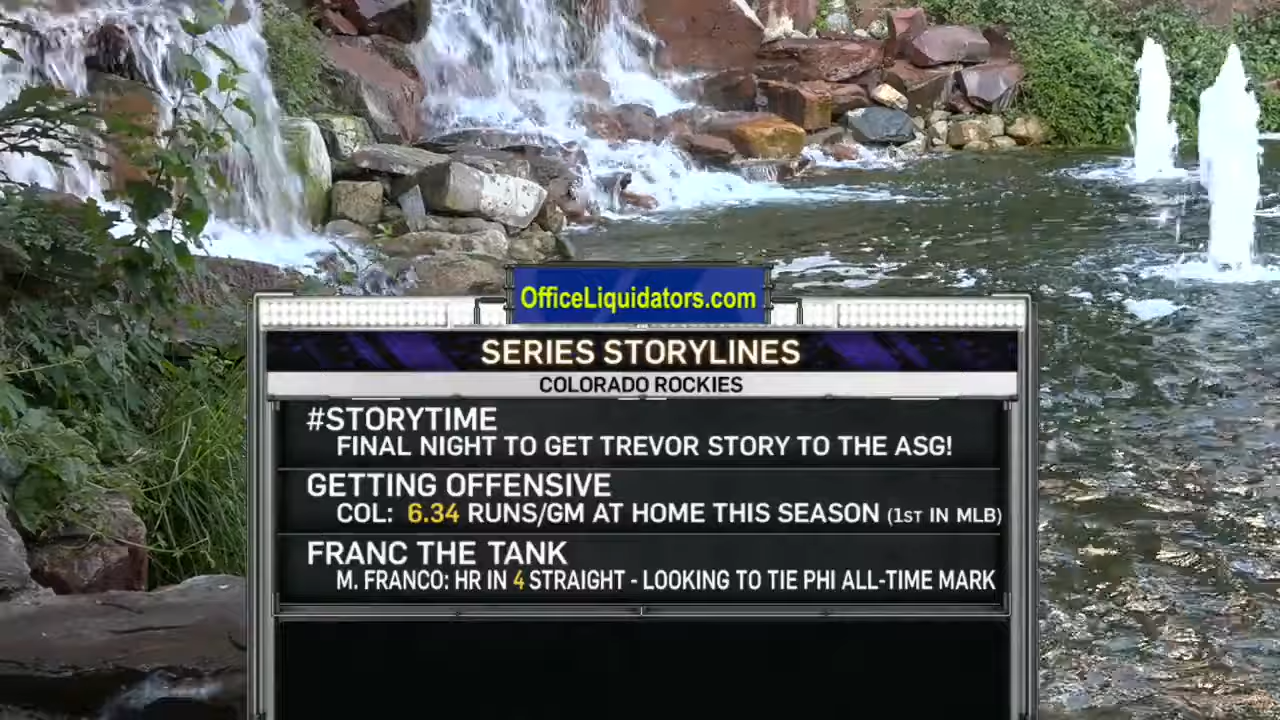 OfficeLiquidators.com
SERIES STORYLINES
COLORADO ROCKIES
#STORYTIME
FINAL NIGHT TO GET TREVOR STORY TO THE ASG!
GETTING OFFENSIVE
COL: 6.34 RUNS/GM AT HOME THIS SEASON (1ST IN MLB)
FRANC THE TANK
M. FRANCO: HR IN 4 STRAIGHT - LOOKING TO TIE PHI ALL-TIME MARK